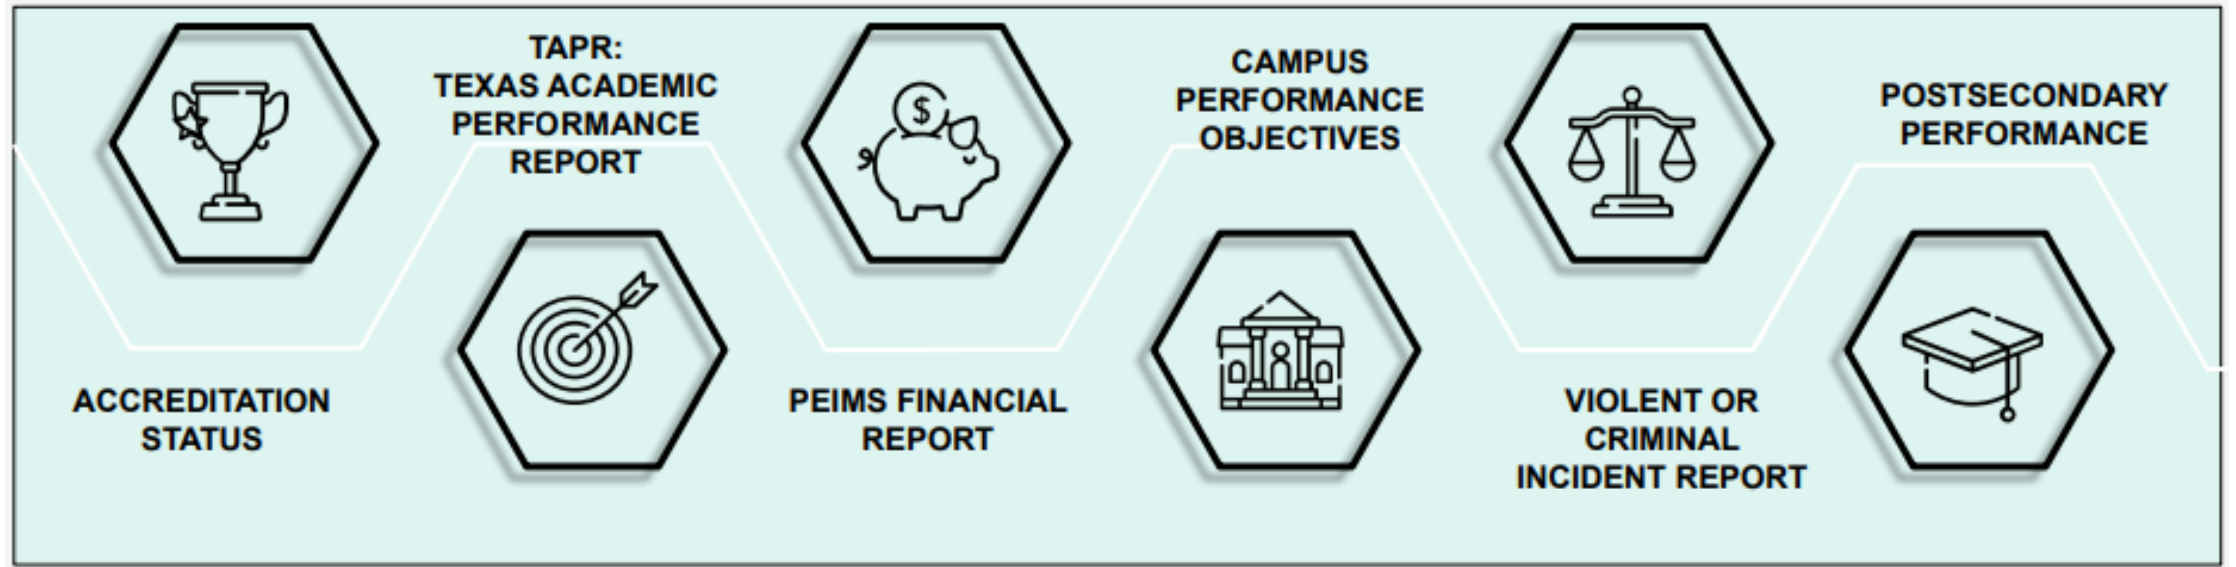 ACCREDITATION
STATUS
TAPR:
TEXAS ACADEMIC
PERFORMANCE
REPORT
$
PEIMS FINANCIAL
REPORT
CAMPUS
PERFORMANCE
OBJECTIVES
VIOLENT OR
CRIMINAL
INCIDENT REPORT
POSTSECONDARY
PERFORMANCE